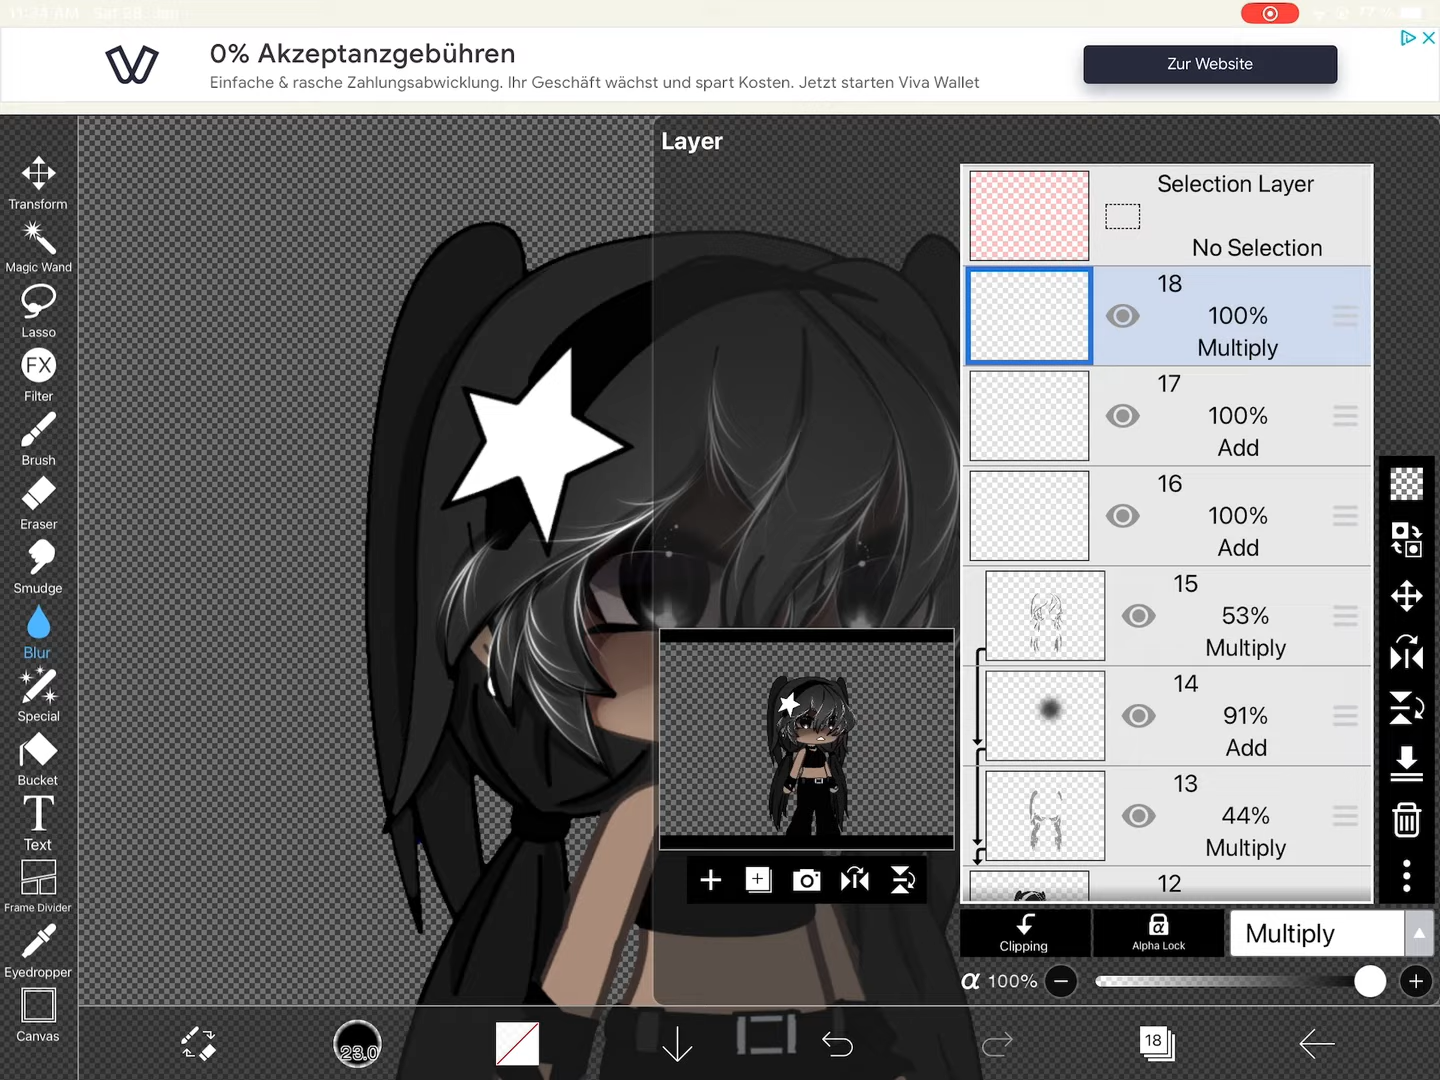 0% Akzeptanzgebühren
Einfache & rasche Zahlungsabwicklung. Ihr Geschäft wächst und spart Kosten. Jetzt starten Viva Wallet
Zur Website
Layer
Transform
Magic Wand
Lasso
FX
Filter
Brush
Eraser
Smudge
Blur
Special
Bucket
T
Text
Frame Divider
Eyedropper
Canvas
Selection Layer
No Selection
18
100%
Multiply
17
100%
Add
16
100%
Add
15
53%
Multiply
14
91%
Add
13
44%
Multiply
12
Clipping
α
Alpha Lock
Multiply
α 100%
23.0
18